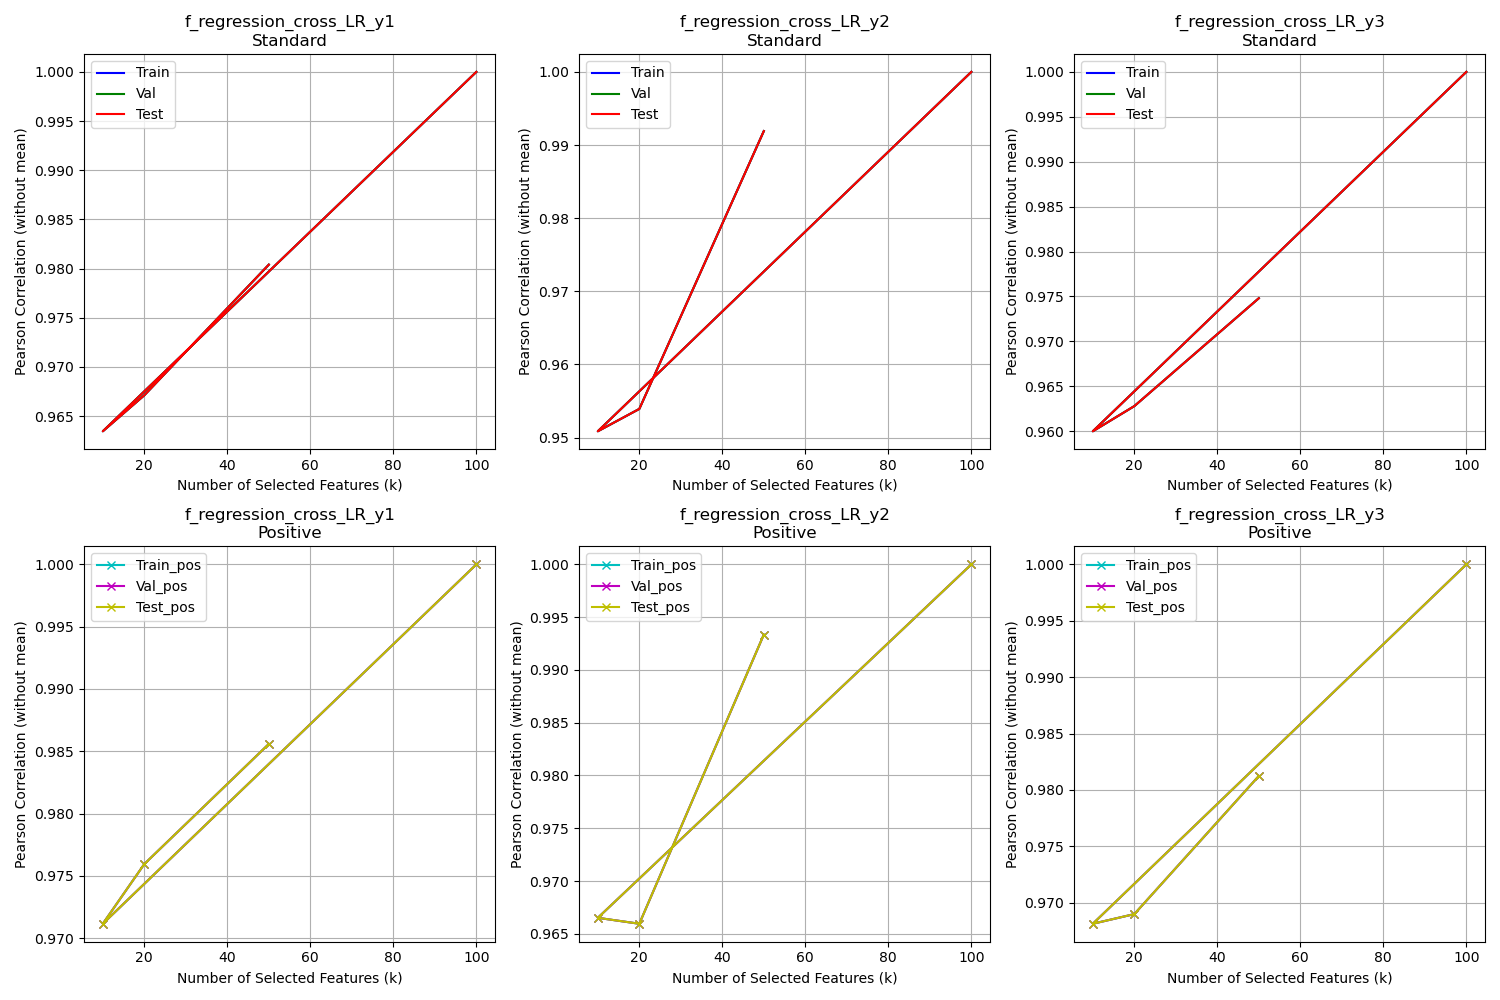 f_regression_cross_LR_y1
Standard
Pearson Correlation (without mean)
1.000
0.995
0.990
0.985
0.980
0.975
0.970
0.965
Train
Val
Test
20 40 60 80 100
Number of Selected Features (k)
f_regression_cross_LR_y2
Standard
Pearson Correlation (without mean)
1.00
0.99
0.98
0.97
0.96
0.95
Train
Val
Test
20 40 60 80 100
Number of Selected Features (k)
f_regression_cross_LR_y3
Standard
Pearson Correlation (without mean)
1.000
0.995
0.990
0.985
0.980
0.975
0.970
0.965
0.960
Train
Val
Test
20 40 60 80 100
Number of Selected Features (k)
f_regression_cross_LR_y1
Positive
Pearson Correlation (without mean)
1.000
0.995
0.990
0.985
0.980
0.975
0.970
Train_pos
Val_pos
Test_pos
20 40 60 80 100
Number of Selected Features (k)
f_regression_cross_LR_y2
Positive
Pearson Correlation (without mean)
1.000
0.995
0.990
0.985
0.980
0.975
0.970
0.965
Train_pos
Val_pos
Test_pos
20 40 60 80 100
Number of Selected Features (k)
f_regression_cross_LR_y3
Positive
Pearson Correlation (without mean)
1.000
0.995
0.990
0.985
0.980
0.975
0.970
Train_pos
Val_pos
Test_pos
20 40 60 80 100
Number of Selected Features (k)